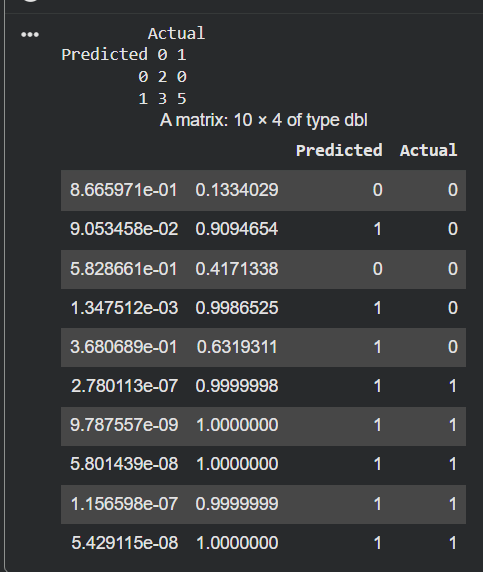 Actual
Predicted 0 1
0 2 0
1 3 5
A matrix: 10 × 4 of type dbl
Predicted Actual
8.665971e-01 0.1334029 0 0
9.053458e-02 0.9094654 1 0
5.828661e-01 0.4171338 0 0
1.347512e-03 0.9986525 1 0
3.680689e-01 0.6319311 1 0
2.780113e-07 0.9999998 1 1
9.787557e-09 1.0000000 1 1
5.801439e-08 1.0000000 1 1
1.156598e-07 0.9999999 1 1
5.429115e-08 1.0000000 1 1